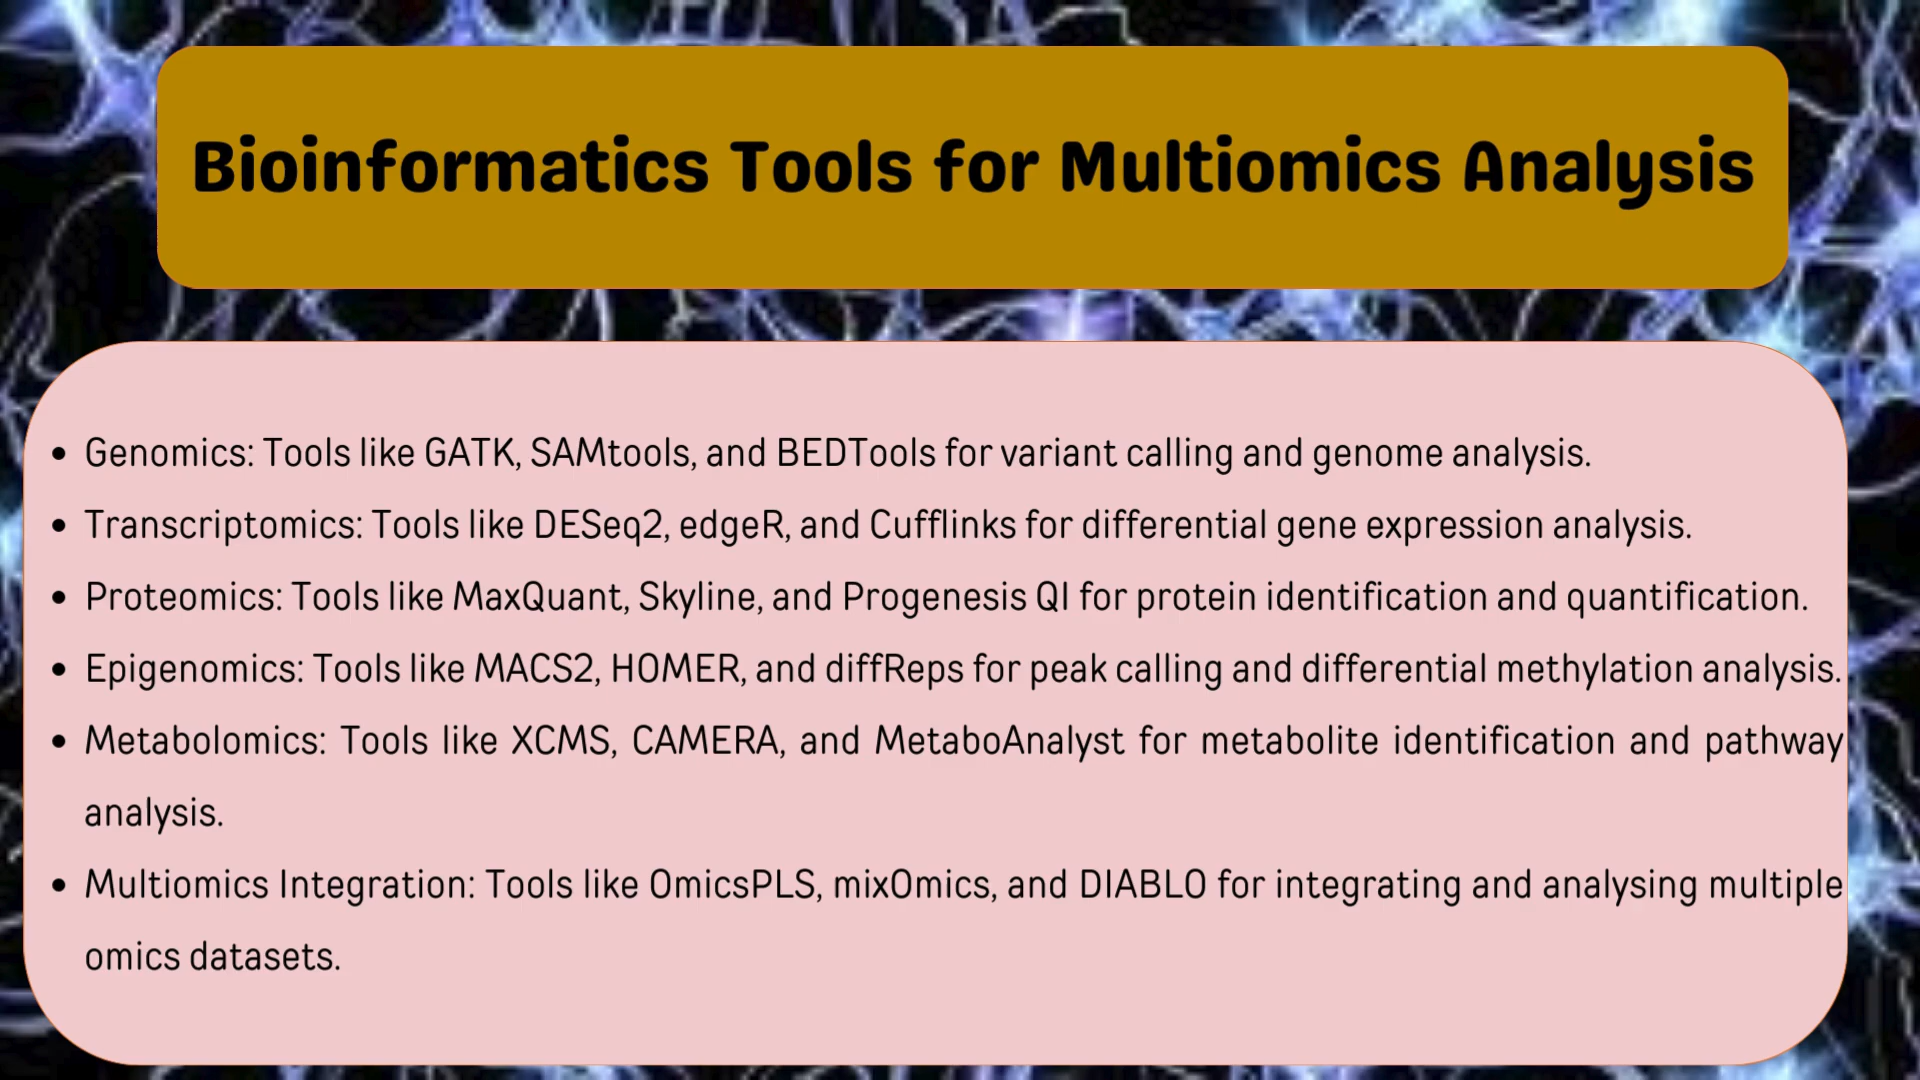 Bioinformatics Tools for Multiomics Analysis
• Genomics: Tools like GATK, SAMtools, and BEDTools for variant calling and genome analysis.
• Transcriptomics: Tools like DESeq2, edgeR, and Cufflinks for differential gene expression analysis.
• Proteomics: Tools like MaxQuant, Skyline, and Progenesis QI for protein identification and quantification.
• Epigenomics: Tools like MACS2, HOMER, and diffReps for peak calling and differential methylation analysis.
• Metabolomics: Tools like XCMS, CAMERA, and MetaboAnalyst for metabolite identification and pathway
analysis.
• Multiomics Integration: Tools like OmicsPLS, mixOmics, and DIABLO for integrating and analysing multiple
omics datasets.